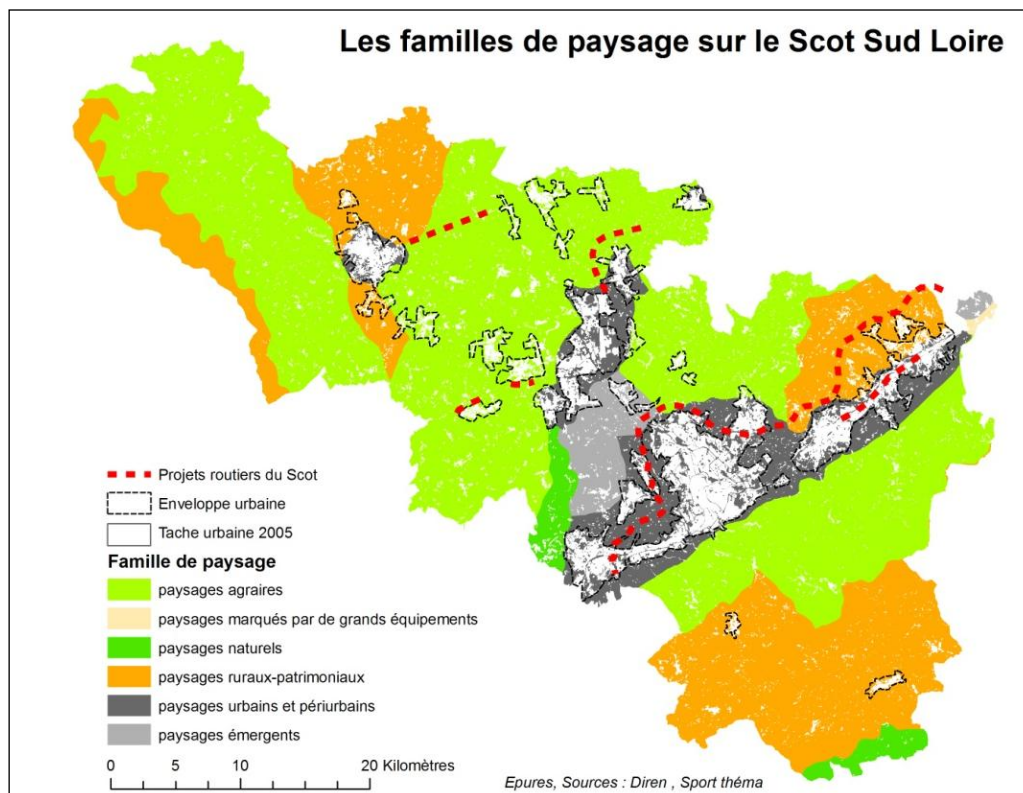 Les familles de paysage sur le Scot Sud Loire
Projets routiers du Scot
Enveloppe urbaine
Tache urbaine 2005
Famille de paysage
paysages agraires
paysages marqués par de grands équipements
paysages naturels
paysages ruraux-patrimoniaux
paysages urbains et périurbains
paysages émergents
0 5 10 20 Kilomètres
Epures, Sources : Diren , Sport théma